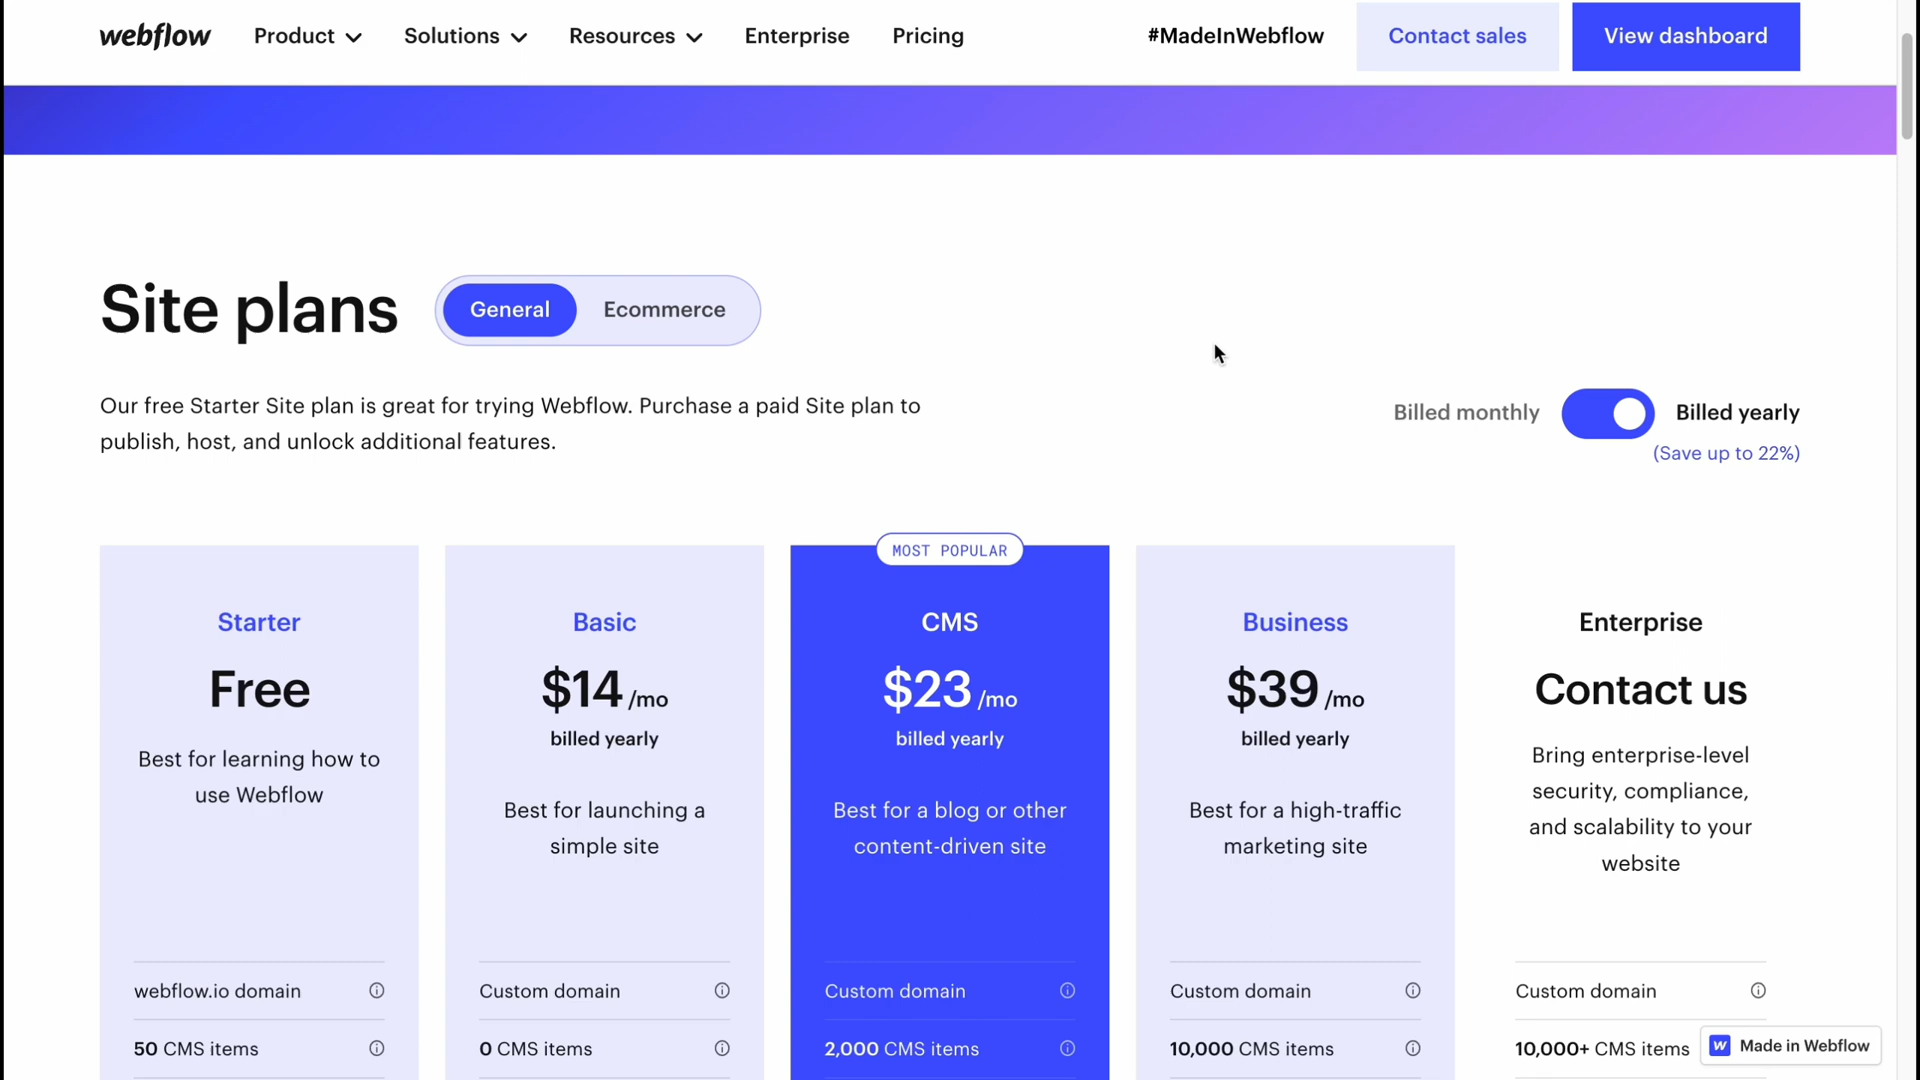 webflow Product Solutions Resources Enterprise Pricing #MadeInWebflow Contact sales View dashboard
Site plans General Ecommerce
Our free Starter Site plan is great for trying Webflow. Purchase a paid Site plan to
publish, host, and unlock additional features.
Billed monthly Billed yearly
(Save up to 22%)
Starter
Free
Best for learning how to
use Webflow
webflow.io domain
50 CMS items
Basic
$14 /mo
billed yearly
Best for launching a
simple site
Custom domain
0 CMS items
MOST POPULAR
CMS
$23 /mo
billed yearly
Best for a blog or other
content-driven site
Custom domain
2,000 CMS items
Business
$39 /mo
billed yearly
Best for a high-traffic
marketing site
Custom domain
10,000 CMS items
Enterprise
Contact us
Bring enterprise-level
security, compliance,
and scalability to your
website
Custom domain
10,000+ CMS items
W Made in Webflow